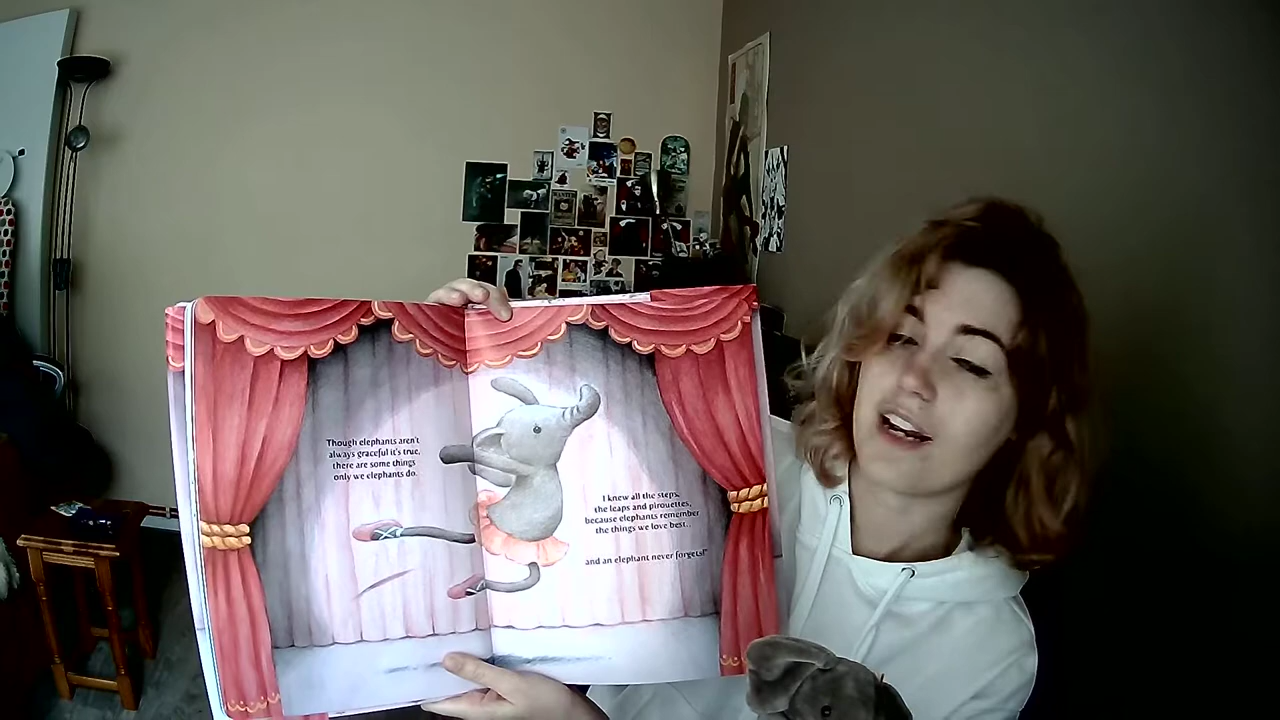 Though elephants aren't
always graceful it's true,
there are some things
only we elephants do.
I knew all the steps,
the leaps and pirouettes,
because elephants remember
the things we love best..
and an elephant never forgets!"
WANTED